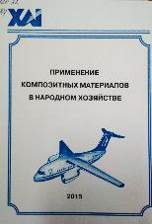 ХАІ
ПРИМЕНЕНИЕ
КОМПОЗИТНЫХ МАТЕРИАЛОВ
В НАРОДНОМ ХОЗЯЙСТВЕ
2015